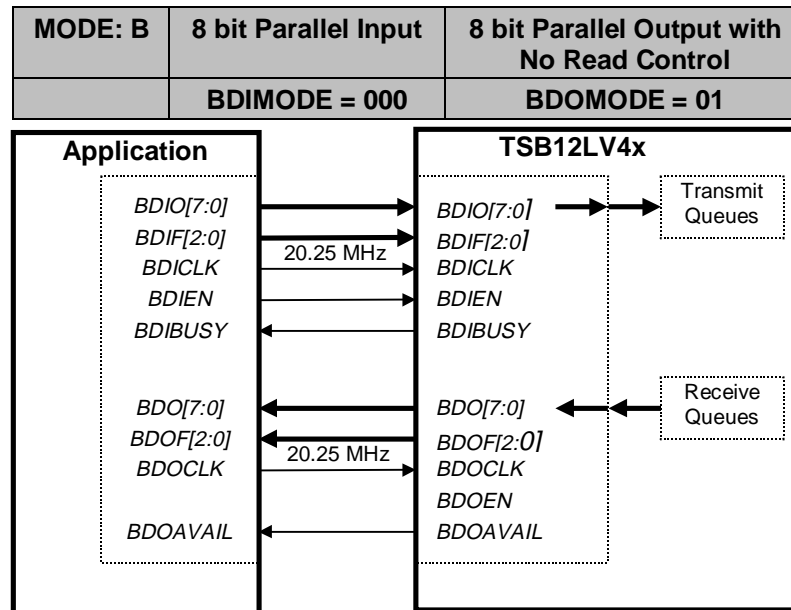 MODE: B
8 bit Parallel Input
8 bit Parallel Output with
No Read Control
BDIMODE = 000
BDOMODE = 01
Application
TSB12LV4x
BDIO[7:0]
BDIO[7:0]
Transmit
Queues
BDIF[2:0]
BDIF[2:0]
20.25 MHz
BDICLK
BDICLK
BDIEN
BDIEN
BDIBUSY
BDIBUSY
BDO[7:0]
BDO[7:0]
Receive
Queues
BDOF[2:0]
BDOF[2:0]
20.25 MHz
BDOCLK
BDOCLK
BDOEN
BDOAVAIL
BDOAVAIL